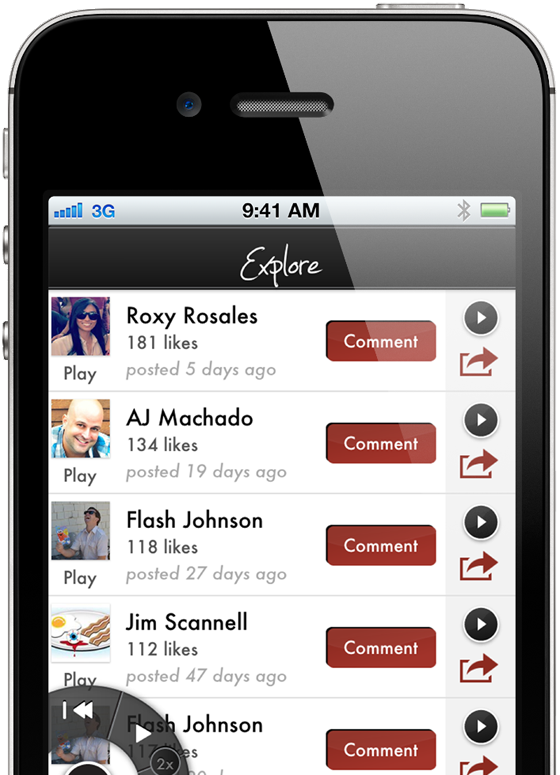 3G 9:41 AM
Explore
Roxy Rosales
181 likes
posted 5 days ago
Play
Comment
AJ Machado
134 likes
posted 19 days ago
Play
Comment
Flash Johnson
118 likes
posted 27 days ago
Play
Comment
Jim Scannell
112 likes
posted 47 days ago
Play
Comment
Flash Johnson
likes
Comment
2x